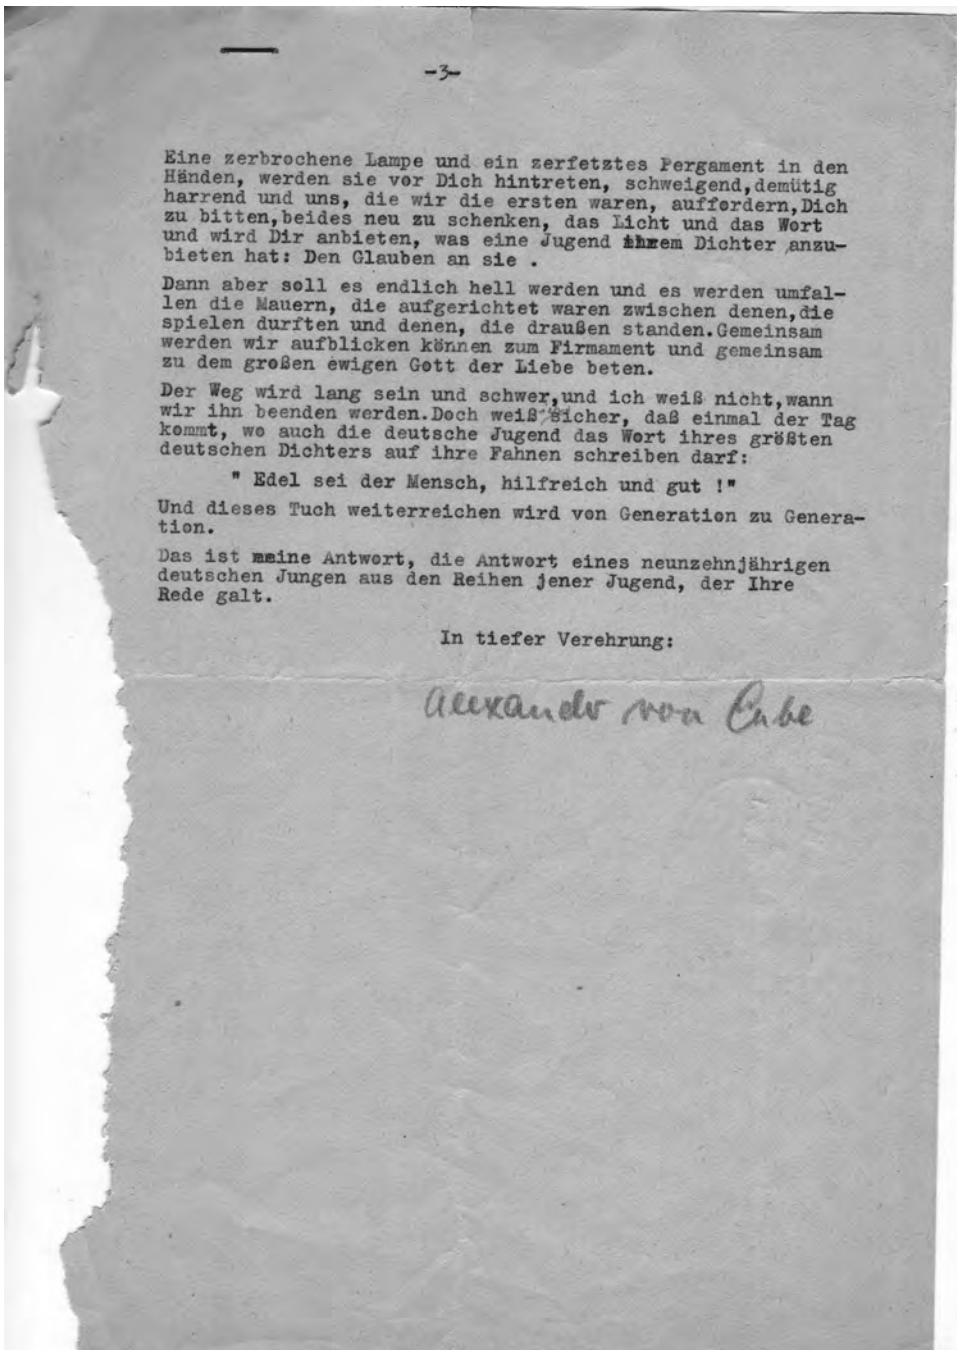 -3-
Eine zerbrochene Lampe und ein zerfetztes Pergament in den
Händen, werden sie vor Dich hintreten, schweigend,demütig
harrend und uns, die wir die ersten waren, auffordern,Dich
zu bitten,beides neu zu schenken, das Licht und das Wort
und wird Dir anbieten, was eine Jugend ihrem Dichter anzu-
bieten hat: Den Glauben an sie .
Dann aber soll es endlich hell werden und es werden umfal-
len die Mauern, die aufgerichtet waren zwischen denen,die
spielen durften und denen, die draußen standen.Gemeinsam
werden wir aufblicken können zum Firmament und gemeinsam
zu dem großen ewigen Gott der Liebe beten.
Der Weg wird lang sein und schwer,und ich weiß nicht,wann
wir ihn beenden werden.Doch weiß sicher, daß einmal der Tag
kommt, wo auch die deutsche Jugend das Wort ihres größten
deutschen Dichters auf ihre Fahnen schreiben darf:
" Edel sei der Mensch, hilfreich und gut !"
Und dieses Tuch weiterreichen wird von Generation zu Genera-
tion.
Das ist meine Antwort, die Antwort eines neunzehnjährigen
deutschen Jungen aus den Reihen jener Jugend, der Ihre
Rede galt.
In tiefer Verehrung:
Alexander von Cube